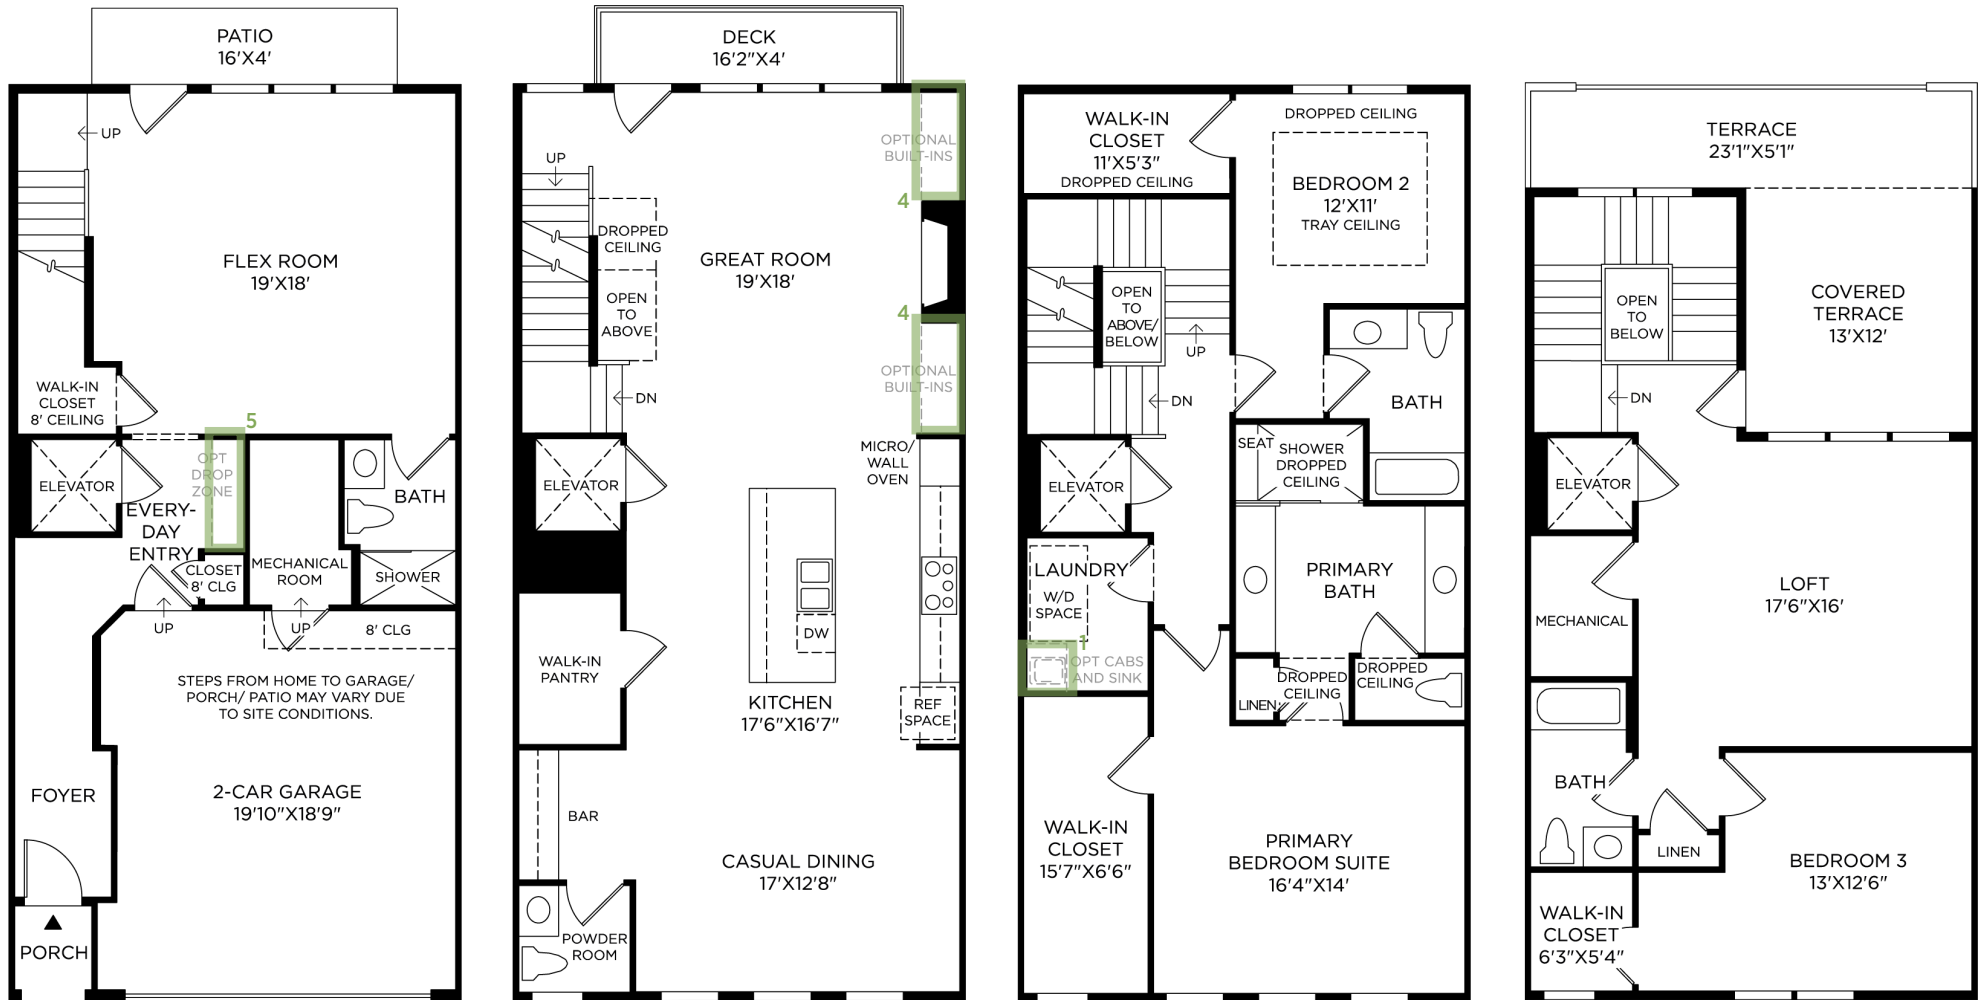 PATIO
16'X4'
UP
FLEX ROOM
19'X18'
WALK-IN
CLOSET
8' CEILING
5
OPT
DROP
ZONE
ELEVATOR
EVERY-
DAY
ENTRY
CLOSET
8' CLG
MECHANICAL
ROOM
BATH
SHOWER
UP
UP
8' CLG
STEPS FROM HOME TO GARAGE/
PORCH/ PATIO MAY VARY DUE
TO SITE CONDITIONS.
FOYER
2-CAR GARAGE
19'10"X18'9"
PORCH
DECK
16'2"X4'
OPTIONAL
BUILT-INS
UP
4
DROPPED
CEILING
GREAT ROOM
19'X18'
OPEN
TO
ABOVE
4
OPTIONAL
BUILT-INS
DN
MICRO/
WALL
OVEN
ELEVATOR
DW
WALK-IN
PANTRY
KITCHEN
17'6"X16'7"
REF
SPACE
BAR
CASUAL DINING
17'X12'8"
POWDER
ROOM
WALK-IN
CLOSET
11'X5'3"
DROPPED CEILING
DROPPED CEILING
BEDROOM 2
12'X11'
TRAY CEILING
OPEN
TO
ABOVE/
BELOW
UP
DN
BATH
SEAT
SHOWER
DROPPED
CEILING
ELEVATOR
LAUNDRY
W/D
SPACE
1
OPT CABS
AND SINK
PRIMARY
BATH
LINEN
DROPPED
CEILING
DROPPED
CEILING
WALK-IN
CLOSET
15'7"X6'6"
PRIMARY
BEDROOM SUITE
16'4"X14'
TERRACE
23'1"X5'1"
COVERED
TERRACE
13'X12'
OPEN
TO
BELOW
DN
ELEVATOR
LOFT
17'6"X16'
MECHANICAL
BATH
LINEN
BEDROOM 3
13'X12'6"
WALK-IN
CLOSET
6'3"X5'4"